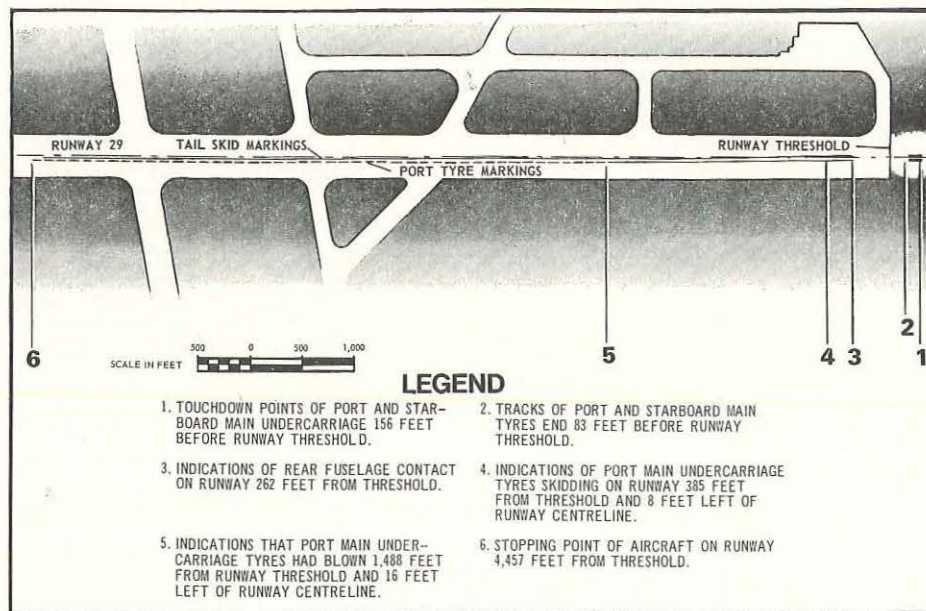 RUNWAY 29
TAIL SKID MARKINGS
RUNWAY THRESHOLD
PORT TYRE MARKINGS
6
5
4
3
2
1
SCALE IN FEET
500 0 500 1,000
LEGEND
1. TOUCHDOWN POINTS OF PORT AND STAR-
BOARD MAIN UNDERCARRIAGE 156 FEET
BEFORE RUNWAY THRESHOLD.
2. TRACKS OF PORT AND STARBOARD MAIN
TYRES END 83 FEET BEFORE RUNWAY
THRESHOLD.
3. INDICATIONS OF REAR FUSELAGE CONTACT
ON RUNWAY 262 FEET FROM THRESHOLD.
4. INDICATIONS OF PORT MAIN UNDERCARRIAGE
TYRES SKIDDING ON RUNWAY 385 FEET
FROM THRESHOLD AND 8 FEET LEFT OF
RUNWAY CENTRELINE.
5. INDICATIONS THAT PORT MAIN UNDER--
CARRIAGE TYRES HAD BLOWN 1,488 FEET
FROM RUNWAY THRESHOLD AND 16 FEET
LEFT OF RUNWAY CENTRELINE.
6. STOPPING POINT OF AIRCRAFT ON RUNWAY
4,457 FEET FROM THRESHOLD.